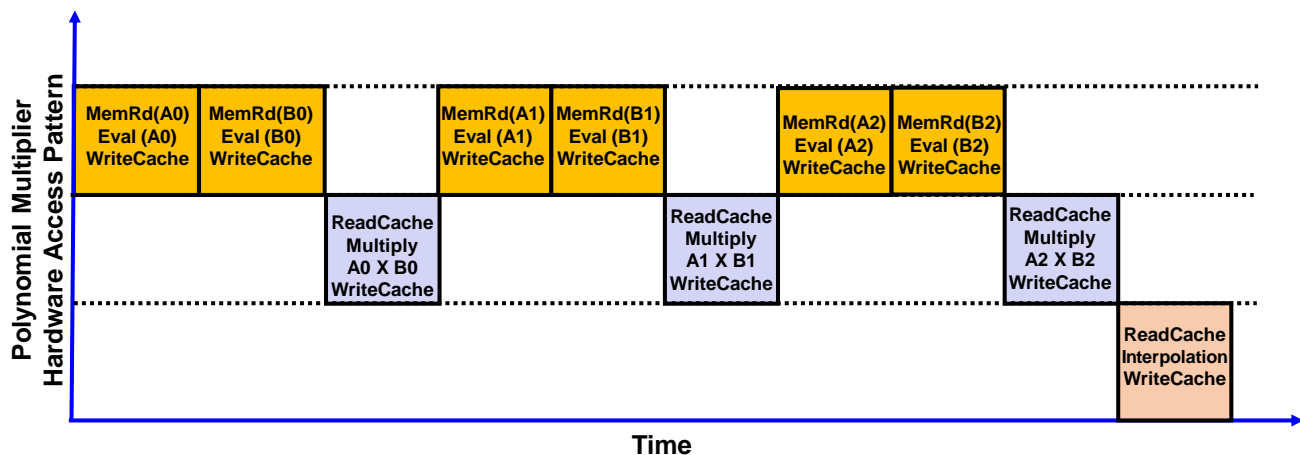 Polynomial Multiplier
Hardware Access Pattern
MemRd(A0)
Eval (A0)
WriteCache
MemRd(B0)
Eval (B0)
WriteCache
ReadCache
Multiply
A0 X B0
WriteCache
MemRd(A1)
Eval (A1)
WriteCache
MemRd(B1)
Eval (B1)
WriteCache
ReadCache
Multiply
A1 X B1
WriteCache
MemRd(A2)
Eval (A2)
WriteCache
MemRd(B2)
Eval (B2)
WriteCache
ReadCache
Multiply
A2 X B2
WriteCache
ReadCache
Interpolation
WriteCache
Time